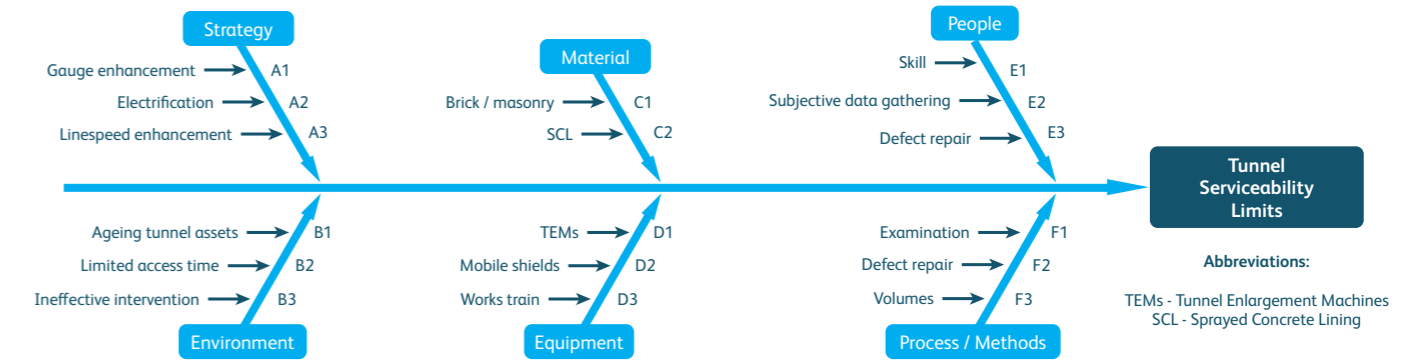 Strategy
Gauge enhancement A1
Electrification A2
Linespeed enhancement A3
Material
Brick / masonry C1
SCL C2
People
Skill E1
Subjective data gathering E2
Defect repair E3
Tunnel
Serviceability
Limits
Ageing tunnel assets B1
Limited access time B2
Ineffective intervention B3
Environment
TEMs D1
Mobile shields D2
Works train D3
Equipment
Examination F1
Defect repair F2
Volumes F3
Process / Methods
Abbreviations:
TEMs - Tunnel Enlargement Machines
SCL - Sprayed Concrete Lining